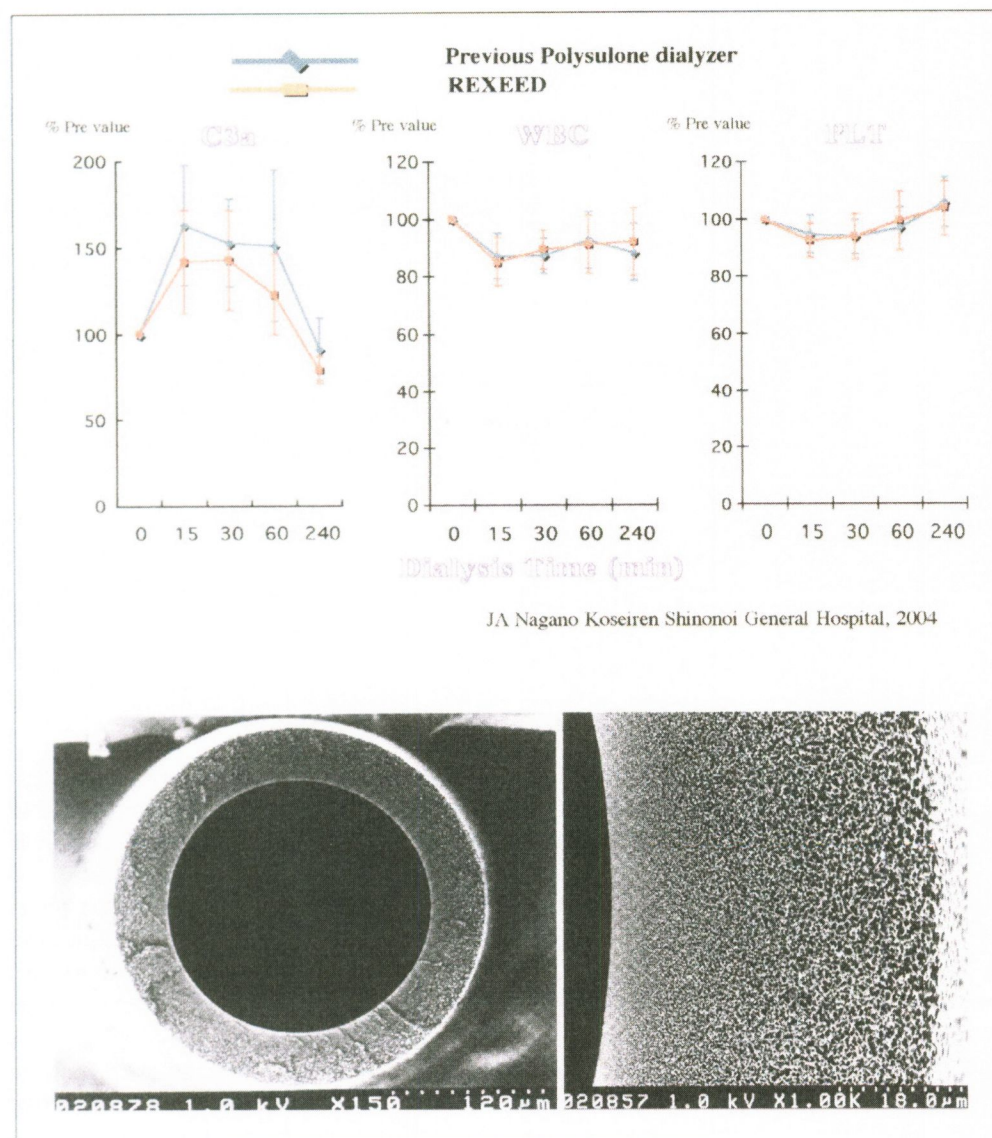 Previous Polysulone dialyzer
REXEED
% Pre value
% Pre value
% Pre value
C3a
WBC
PLT
200
150
100
50
0
120
100
80
60
40
20
0
120
100
80
60
40
20
0
0 15 30 60 240
0 15 30 60 240
0 15 30 60 240
Dialysis Time (min)
JA Nagano Koseiren Shinonoi General Hospital, 2004
020878 1.0 kV X150 120µm
020857 1.0 kV X1.00K 18.0µm